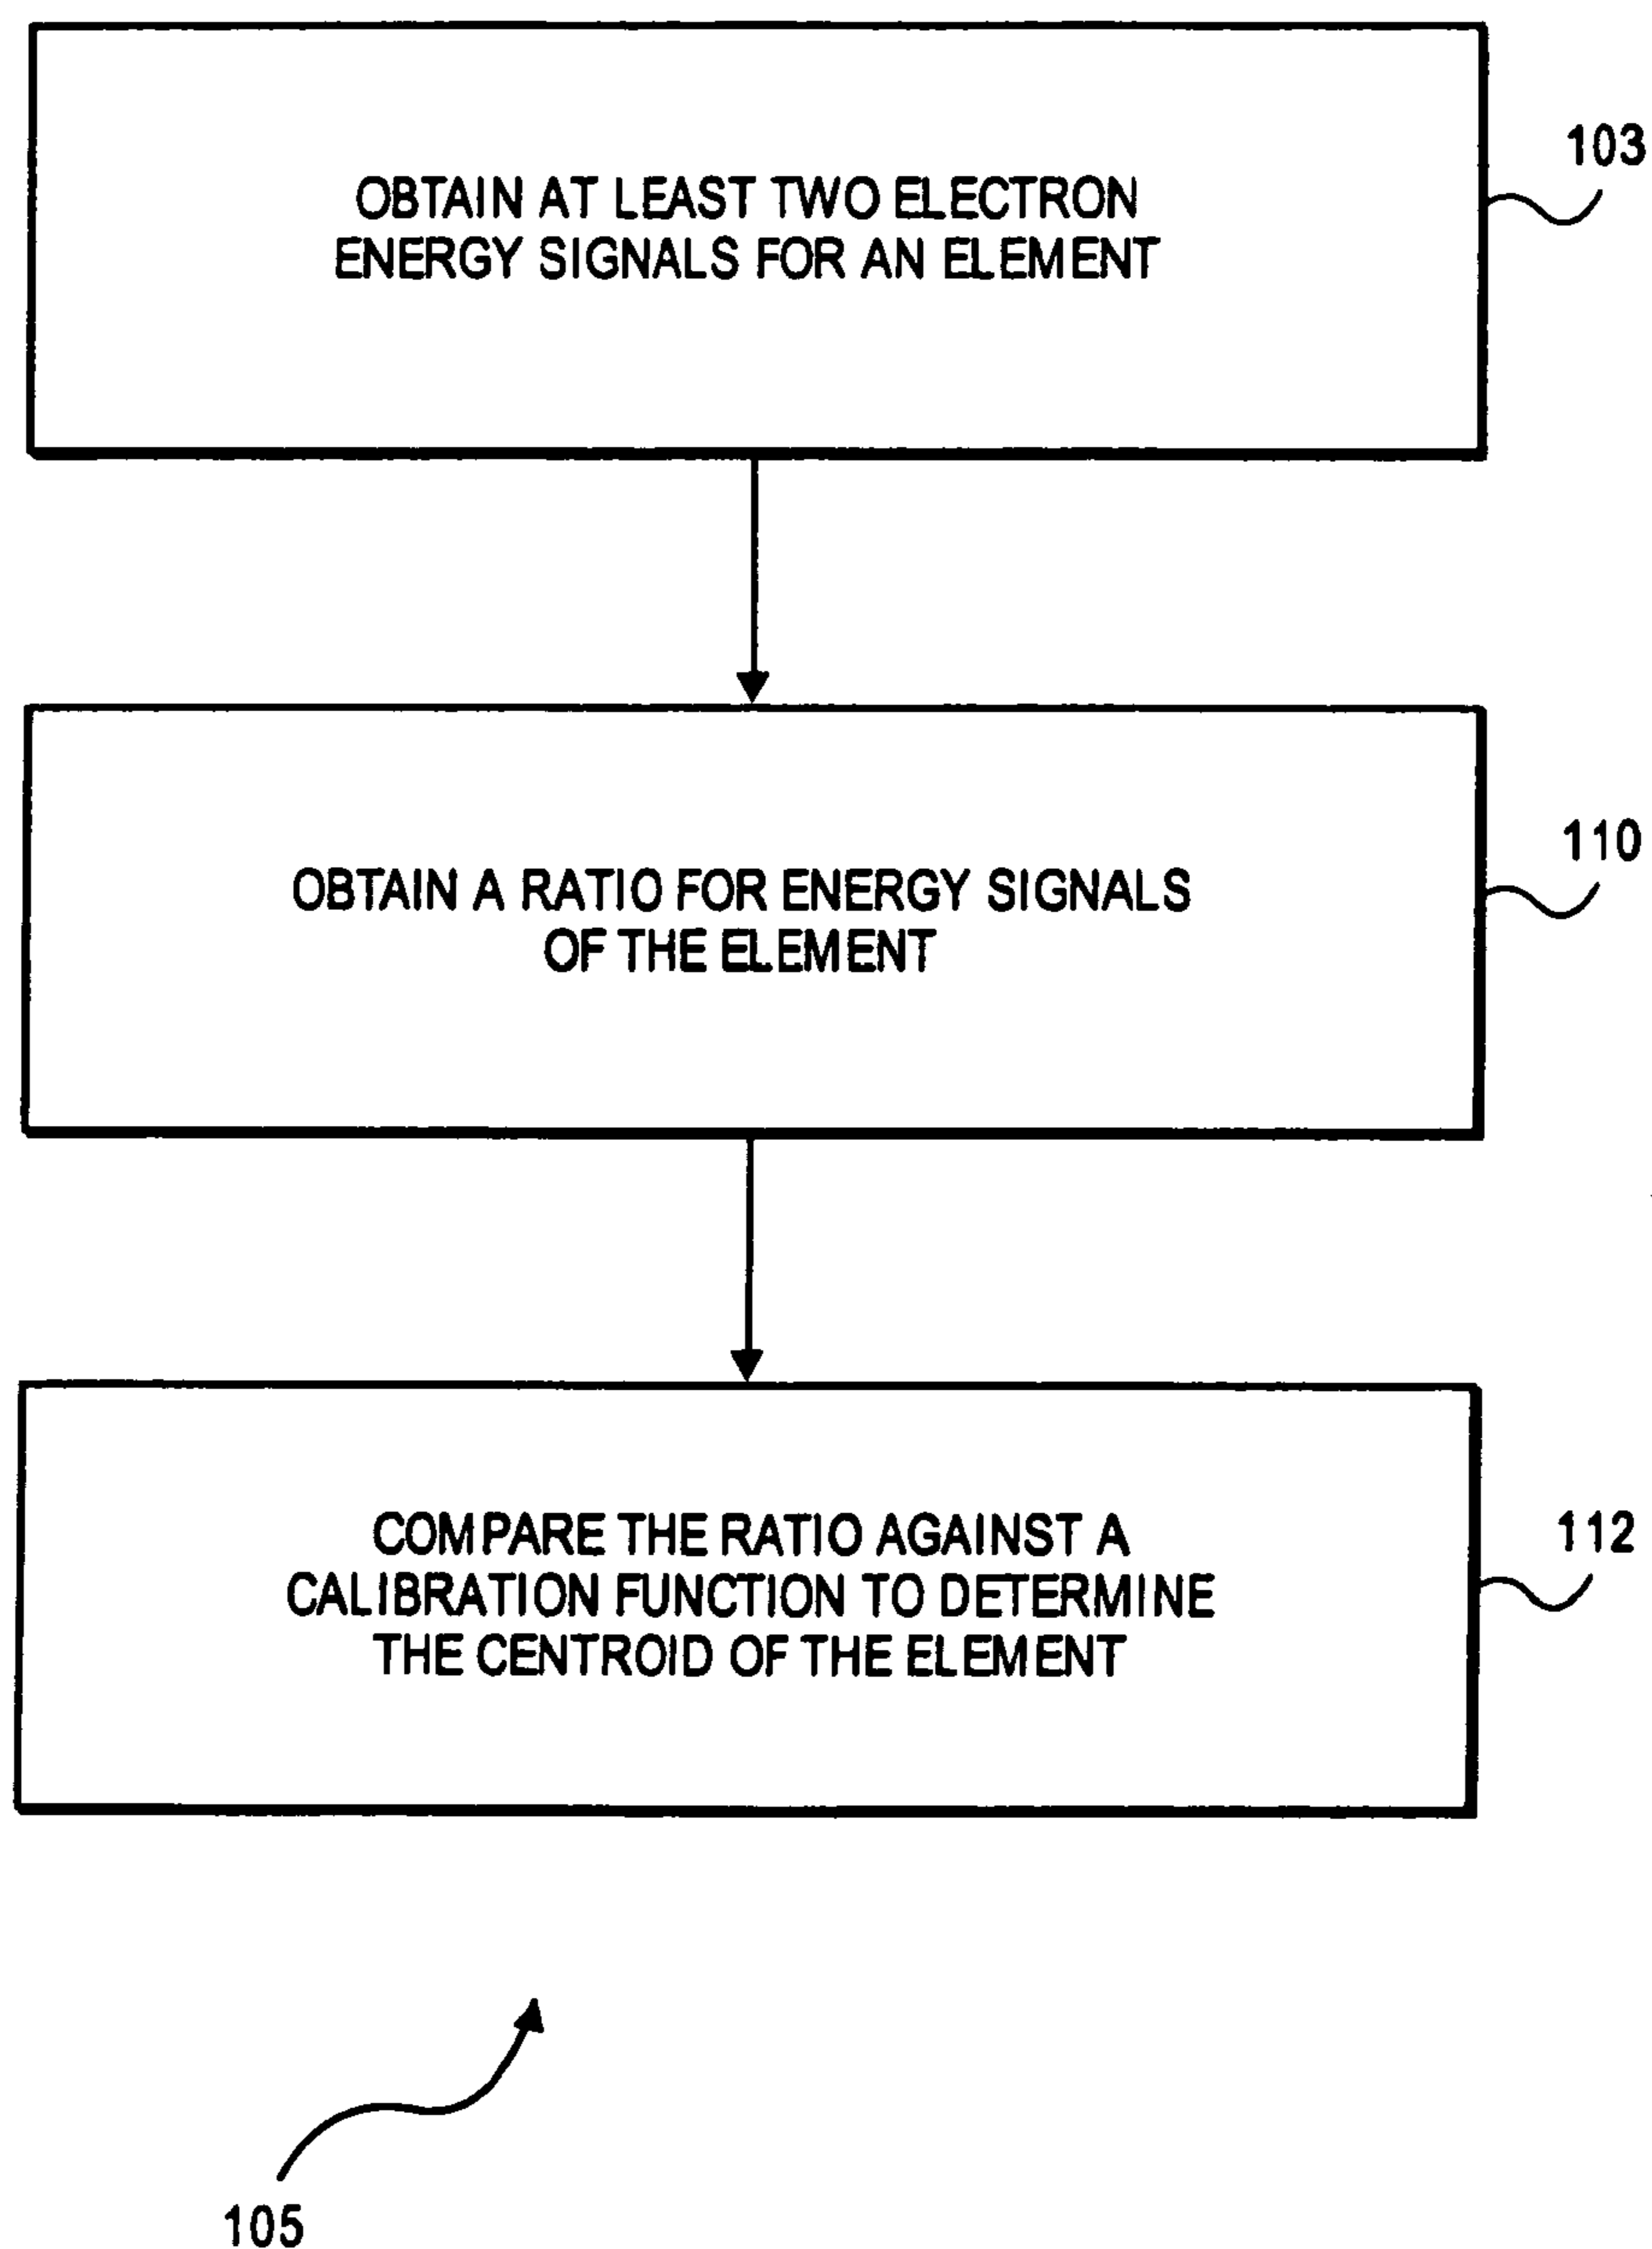 OBTAIN AT LEAST TWO ELECTRON
ENERGY SIGNALS FOR AN ELEMENT
103
OBTAIN A RATIO FOR ENERGY SIGNALS
OF THE ELEMENT
110
COMPARE THE RATIO AGAINST A
CALIBRATION FUNCTION TO DETERMINE
THE CENTROID OF THE ELEMENT
112
105